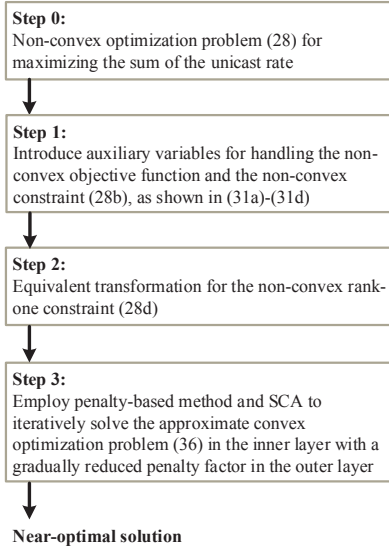 Step 0:
Non-convex optimization problem (28) for
maximizing the sum of the unicast rate
Step 1:
Introduce auxiliary variables for handling the non-
convex objective function and the non-convex
constraint (28b), as shown in (31a)-(31d)
Step 2:
Equivalent transformation for the non-convex rank-
one constraint (28d)
Step 3:
Employ penalty-based method and SCA to
iteratively solve the approximate convex
optimization problem (36) in the inner layer with a
gradually reduced penalty factor in the outer layer
Near-optimal solution